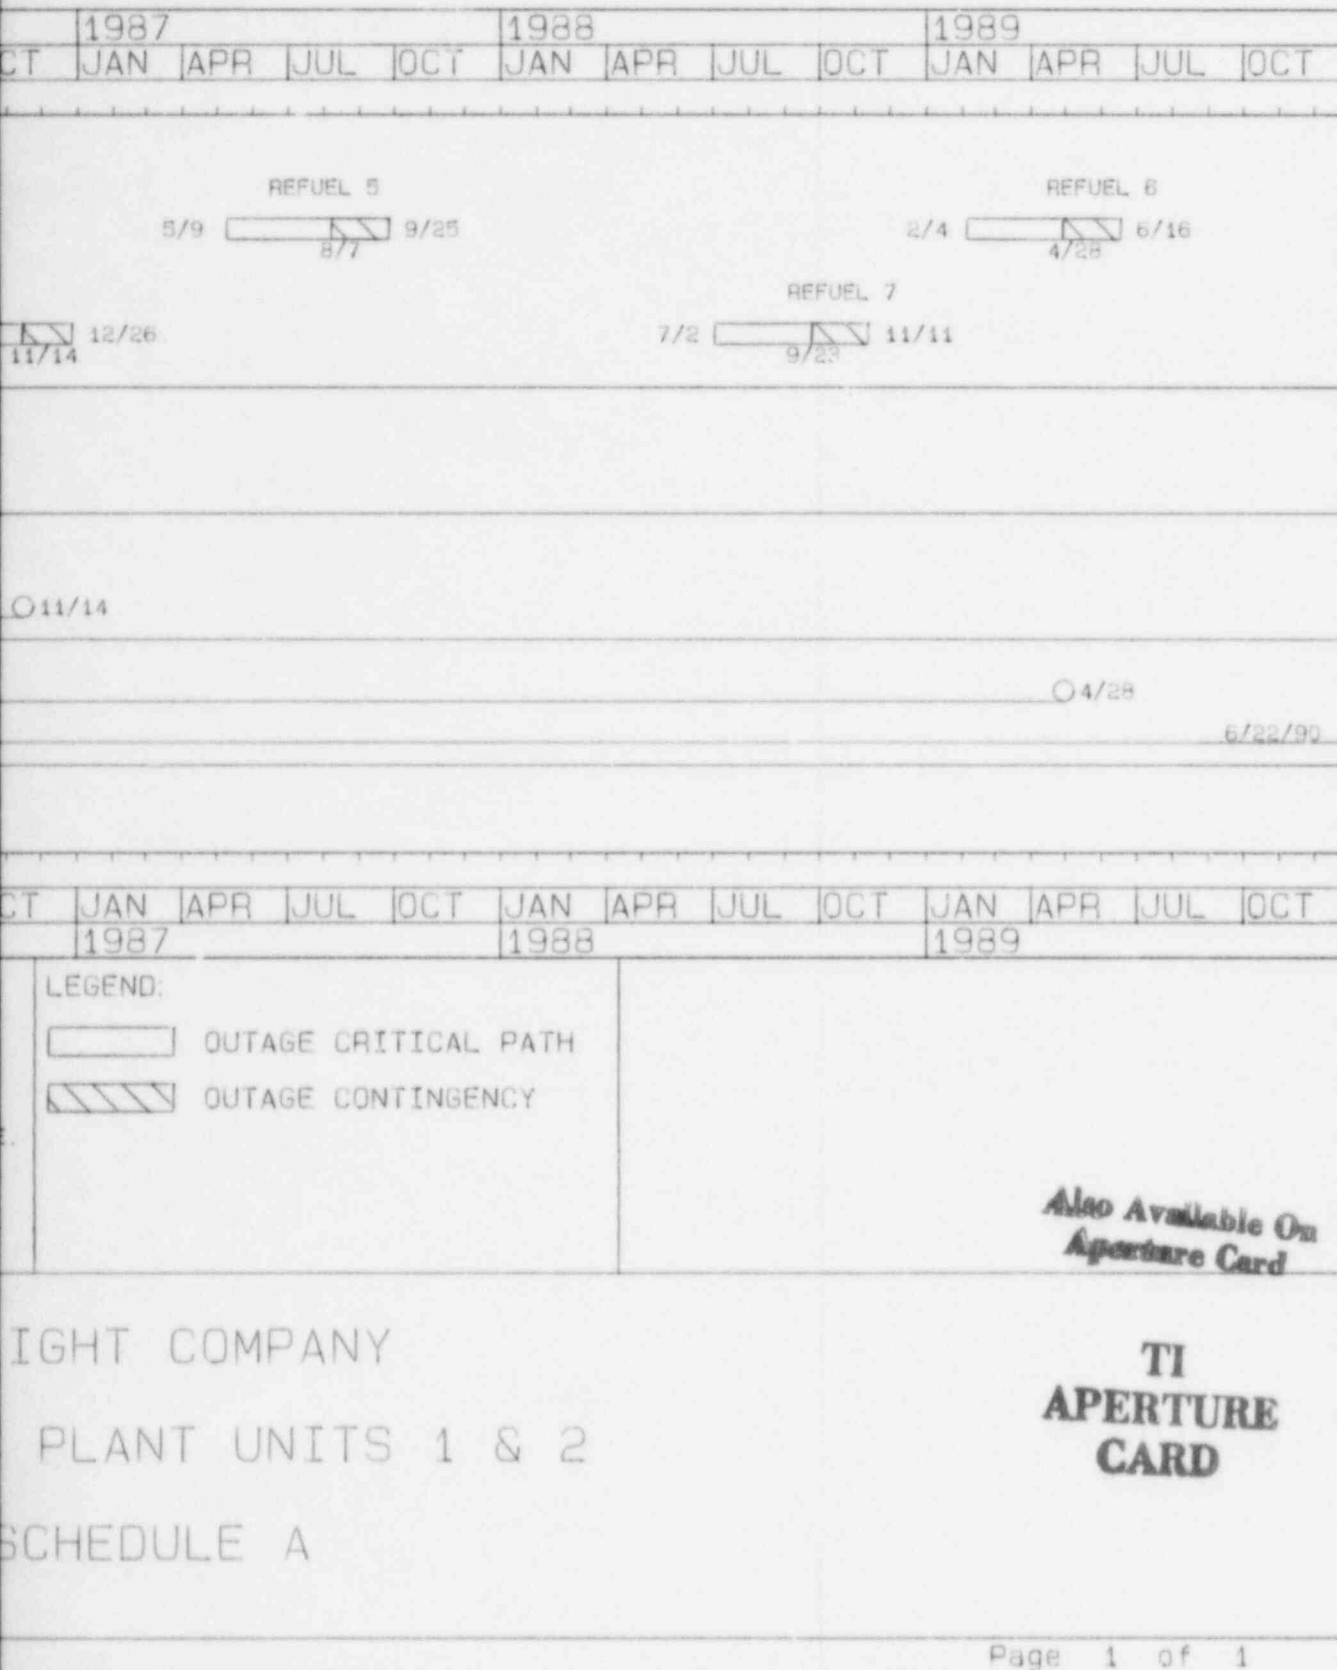 1987 1988 1989
CT JAN APR JUL OCT JAN APR JUL OCT JAN APR JUL OCT
REFUEL 5 REFUEL 6
5/9 9/25 2/4 6/16
8/7 4/28
REFUEL 7
12/26 7/2 11/11
11/14 9/23
11/14
4/28
6/22/90
CT JAN APR JUL OCT JAN APR JUL OCT JAN APR JUL OCT
1987 1988 1989
LEGEND:
OUTAGE CRITICAL PATH
OUTAGE CONTINGENCY
E.
Also Available On
Aperture Card
IGHT COMPANY
TI
APERTURE
CARD
PLANT UNITS 1 & 2
SCHEDULE A
Page 1 of 1